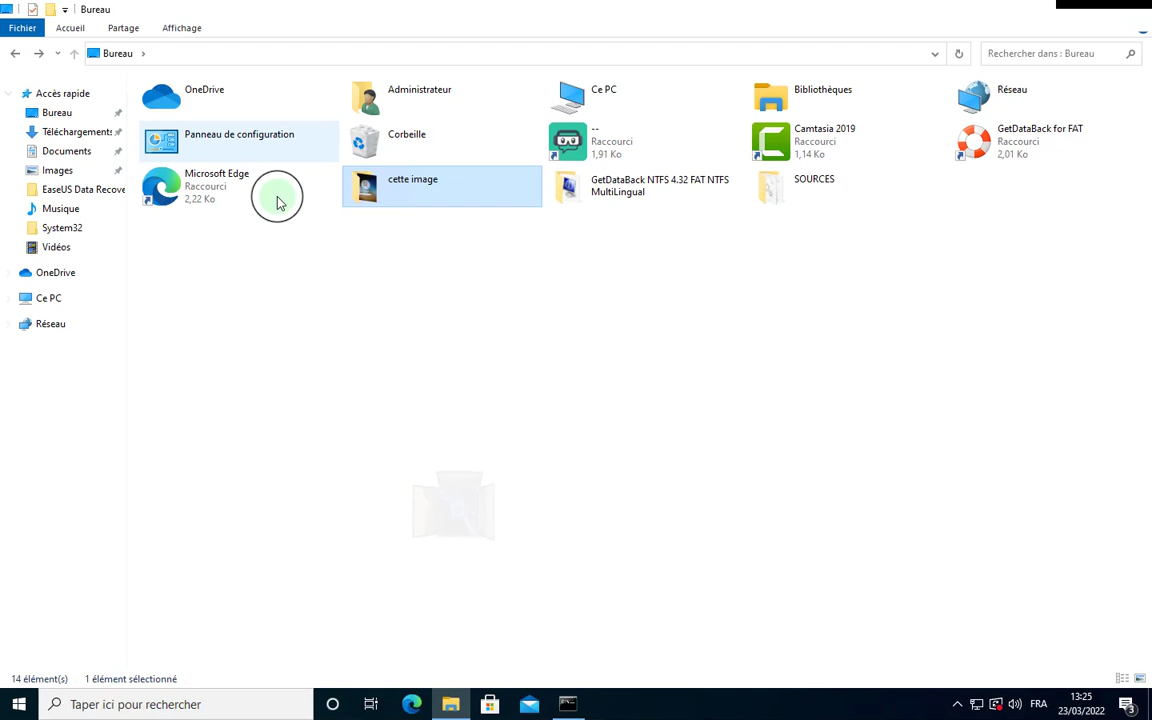 Bureau
Fichier Accueil Partage Affichage
Bureau
Rechercher dans : Bureau
Accès rapide
Bureau
Téléchargements
Documents
Images
EaseUS Data Recove
Musique
System32
Vidéos
OneDrive
Ce PC
Réseau
OneDrive
Administrateur
Ce PC
Bibliothèques
Réseau
Panneau de configuration
Corbeille
--
Raccourci
1,91 Ko
Camtasia 2019
Raccourci
1,14 Ko
GetDataBack for FAT
Raccourci
2,01 Ko
Microsoft Edge
Raccourci
2,22 Ko
cette image
GetDataBack NTFS 4.32 FAT NTFS
MultiLingual
SOURCES
14 élément(s) 1 élément sélectionné
Taper ici pour rechercher
FRA
13:25
23/03/2022
3